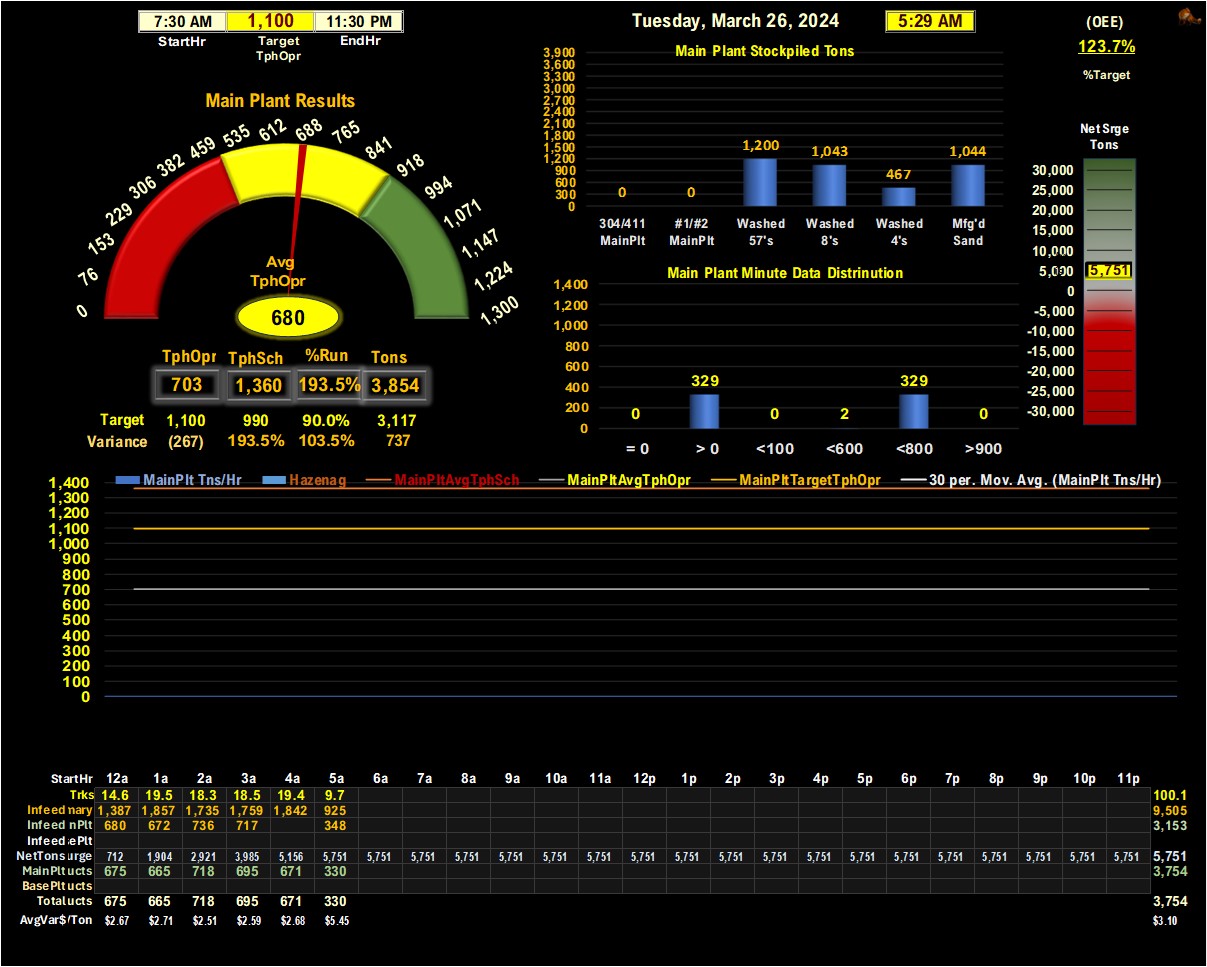 7:30 AM 1,100 11:30 PM
StartHr Target TphOpr EndHr
Tuesday, March 26, 2024 5:29 AM
(OEE)
123.7%
%Target
Main Plant Results
0 76 153 229 306 382 459 535 612 688 765 841 918 994 1,071 1,147 1,224 1,300
Avg
TphOpr
680
TphOpr TphSch %Run Tons
703 1,360 193.5% 3,854
Target 1,100 990 90.0% 3,117
Variance (267) 193.5% 103.5% 737
Main Plant Stockpiled Tons
3,900
3,600
3,300
3,000
2,700
2,400
2,100
1,800
1,500
1,200
900
600
300
0
0 0 1,200 1,043 467 1,044
304/411 #1/#2 Washed Washed Washed Mfg'd
MainPlt MainPlt 57's 8's 4's Sand
Main Plant Minute Data Distrinution
1,400
1,200
1,000
800
600
400
200
0
0 329 0 2 329 0
= 0 > 0 <100 <600 <800 >900
Net Srge
Tons
30,000
25,000
20,000
15,000
10,000
5,000
5,751
0
-5,000
-10,000
-15,000
-20,000
-25,000
-30,000
MainPlt Tns/Hr Hazenag MainPltAvgTphSch MainPltAvgTphOpr MainPltTargetTphOpr 30 per. Mov. Avg. (MainPlt Tns/Hr)
1,400
1,300
1,200
1,100
1,000
900
800
700
600
500
400
300
200
100
0
StartHr 12a 1a 2a 3a 4a 5a 6a 7a 8a 9a 10a 11a 12p 1p 2p 3p 4p 5p 6p 7p 8p 9p 10p 11p
Trks 14.6 19.5 18.3 18.5 19.4 9.7 100.1
Infeed nary 1,387 1,857 1,735 1,759 1,842 925 9,505
Infeed nPlt 680 672 736 717 348 3,153
Infeed ePlt
NetTons urge 712 1,904 2,921 3,985 5,156 5,751 5,751 5,751 5,751 5,751 5,751 5,751 5,751 5,751 5,751 5,751 5,751 5,751 5,751 5,751 5,751 5,751 5,751 5,751 5,751
MainPlt ucts 675 665 718 695 671 330 3,754
BasePlt ucts
Total ucts 675 665 718 695 671 330 3,754
AvgVar$/Ton $2.67 $2.71 $2.51 $2.59 $2.68 $5.45 $3.10